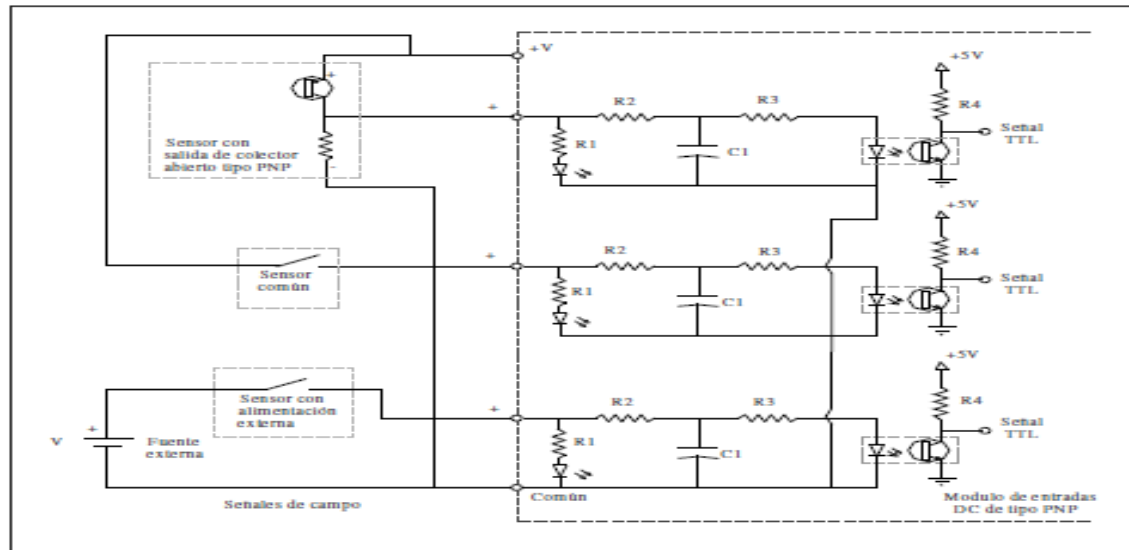 +V
+5V
+
R4
R2
R3
+
Señal
TTL
R1
C1
Sensor con
salida de colector
abierto tipo PNP
-
+5V
R2
R3
R4
+
Sensor
común
Señal
TTL
R1
C1
+5V
R2
R3
R4
Sensor con
alimentación
externa
+
Señal
TTL
+
V
Fuente
externa
R1
C1
Señales de campo
Común
Modulo de entradas
DC de tipo PNP